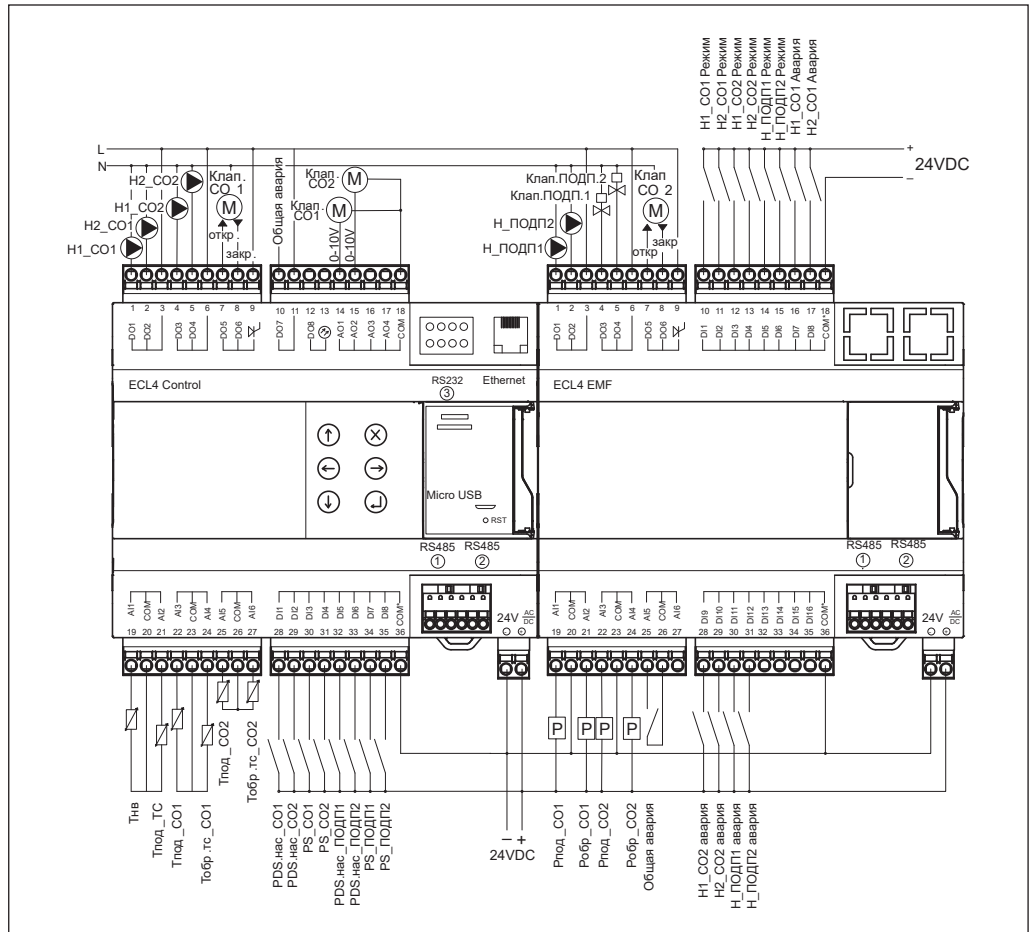 H1_CO1 Режим
H2_CO1 Режим
H1_CO2 Режим
H2_CO2 Режим
Н_ПОДП1 Режим
Н_ПОДП2 Режим
H1_CO1 Авария
H2_CO1 Авария
L
N
+
24VDC
–
H2_CO2
H1_CO2
H2_CO1
H1_CO1
Клап.
CO_1
M
откр.
закр.
Общая авария
Клап.
CO2
M
Клап.
CO1
M
0-10V
0-10V
Клап.ПОДП.2
Клап.ПОДП.1
Н_ПОДП2
Н_ПОДП1
Клап
CO 2
M
откр
закр
1 2 3 4 5 6 7 8 9
DO1 DO2 DO3 DO4 DO5 DO6
10 11 12 13 14 15 16 17 18
DO7 DO8 AO1 AO2 AO3 AO4 COM
1 2 3 4 5 6 7 8 9
DO1 DO2 DO3 DO4 DO5 DO6
10 11 12 13 14 15 16 17 18
DI1 DI2 DI3 DI4 DI5 DI6 DI7 DI8 COM*
ECL4 Control
RS232
3
Ethernet
ECL4 EMF
Micro USB
RST
RS485
1
RS485
2
RS485
1
RS485
2
AI1 COM AI2 AI3 COM AI4 AI5 COM AI6
19 20 21 22 23 24 25 26 27
DI1 DI2 DI3 DI4 DI5 DI6 DI7 DI8 COM*
28 29 30 31 32 33 34 35 36
24V AC DC
– +
AI1 COM AI2 AI3 COM AI4 AI5 COM AI6
19 20 21 22 23 24 25 26 27
DI9 DI10 DI11 DI12 DI13 DI14 DI15 DI16 COM*
28 29 30 31 32 33 34 35 36
24V AC DC
– +
P P P P
Тнв
Тпод_ТС
Тпод_CO1
Тобр.тс_CO1
Тпод_CO2
Тобр.тс_CO2
PDS.нас_CO1
PDS.нас_CO2
PS_CO1
PS_CO2
PDS.нас_ПОДП1
PDS.нас_ПОДП2
PS_ПОДП1
PS_ПОДП2
– +
24VDC
Рпод_CO1
Робр_CO1
Рпод_CO2
Робр_CO2
Общая авария
H1_CO2 авария
H2_CO2 авария
Н_ПОДП1 авария
Н_ПОДП2 авария